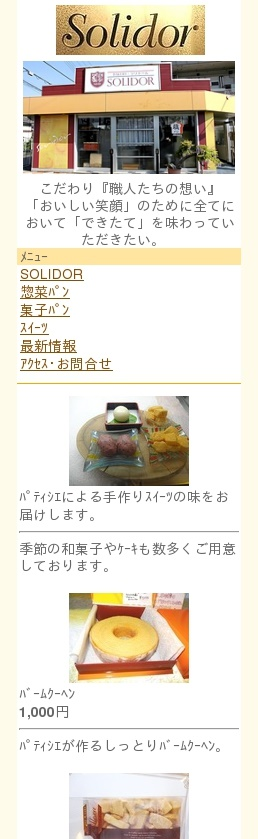 Solidor
SOLIDOR
こだわり『職人たちの想い』
「おいしい笑顔」のために全てに
おいて「できたて」を味わってい
ただきたい。
ﾒﾆｭｰ
SOLIDOR
惣菜ﾊﾟﾝ
菓子ﾊﾟﾝ
ｽｲｰﾂ
最新情報
ｱｸｾｽ･お問合せ
ﾊﾟﾃｨｼｴによる手作りｽｲｰﾂの味をお
届けします。
季節の和菓子やｹｰｷも数多くご用意
しております。
ﾊﾞｰﾑｸｰﾍﾝ
1,000円
ﾊﾟﾃｨｼｴが作るしっとりﾊﾞｰﾑｸｰﾍﾝ。